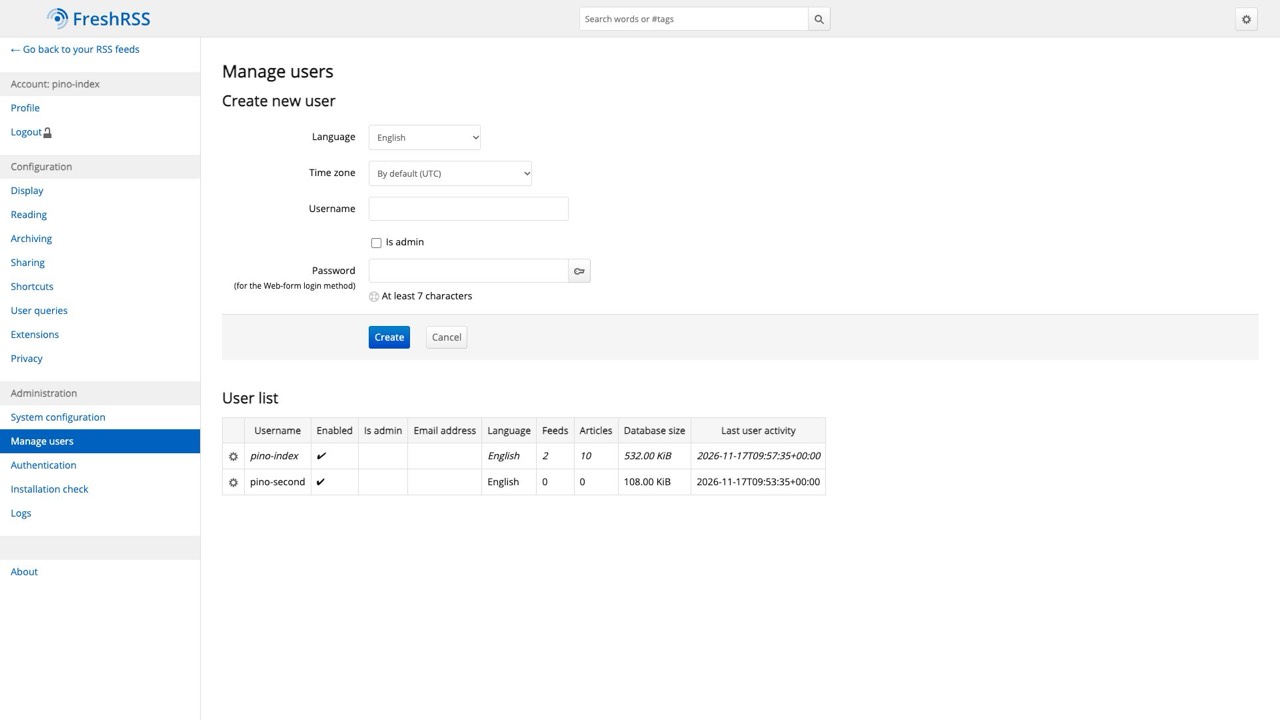 FreshRSS
Search words or #tags
← Go back to your RSS feeds
Account: pino-index
Profile
Logout
Configuration
Display
Reading
Archiving
Sharing
Shortcuts
User queries
Extensions
Privacy
Administration
System configuration
Manage users
Authentication
Installation check
Logs
About
Manage users
Create new user
Language English
Time zone By default (UTC)
Username
Is admin
Password
(for the Web-form login method)
At least 7 characters
Create Cancel
User list
Username Enabled Is admin Email address Language Feeds Articles Database size Last user activity
pino-index ✔ English 2 10 532.00 KiB 2026-11-17T09:57:35+00:00
pino-second ✔ English 0 0 108.00 KiB 2026-11-17T09:53:35+00:00